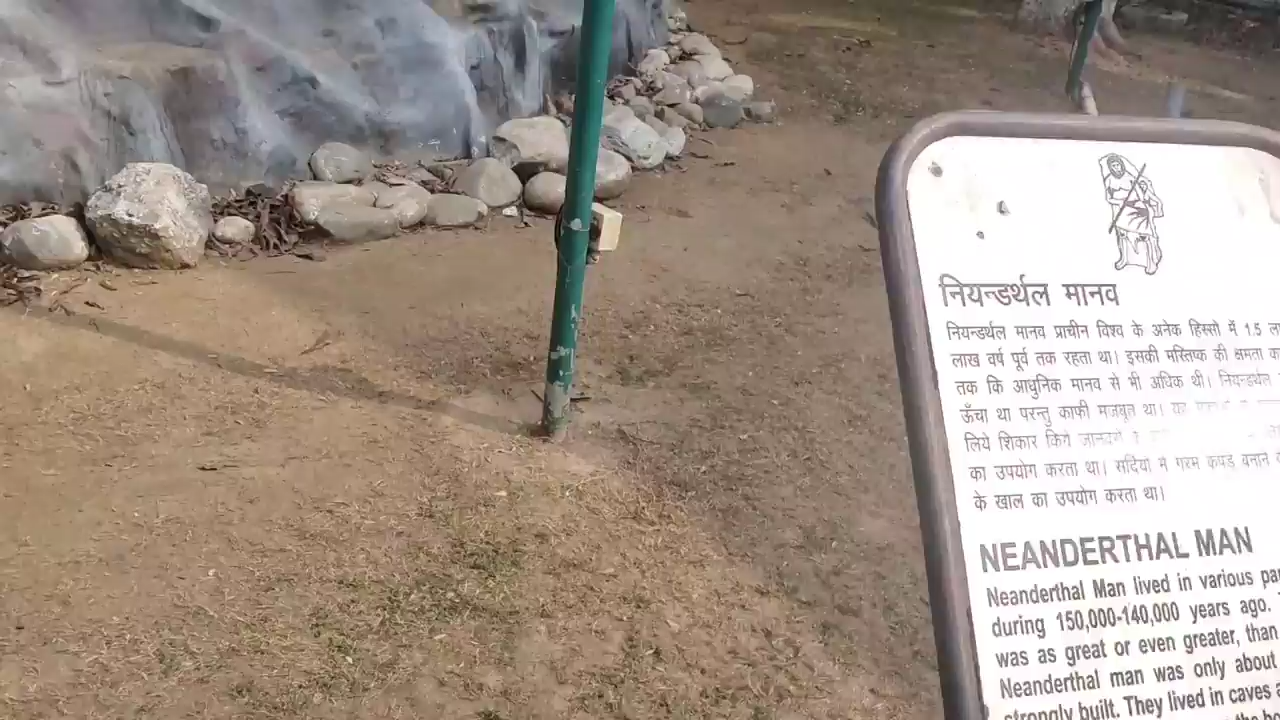 नियन्डर्थल मानव
नियन्डर्थल मानव प्राचीन विश्व के अनेक हिस्सो में 1.5
लाख वर्ष पूर्व तक रहता था। इसकी मस्तिष्क की क्षमता
तक कि आधुनिक मानव से भी अधिक थी। नियन्डर्थल
ऊँचा था परन्तु काफी मजबूत था। यह
लिये शिकार किये जानवरों
का उपयोग करता था। सर्दियों में गरम कपड़े बनाने
के खाल का उपयोग करता था।
NEANDERTHAL MAN
Neanderthal Man lived in various
during 150,000-140,000 years ago.
was as great or even greater, than
Neanderthal man was only about
strongly built. They lived in caves